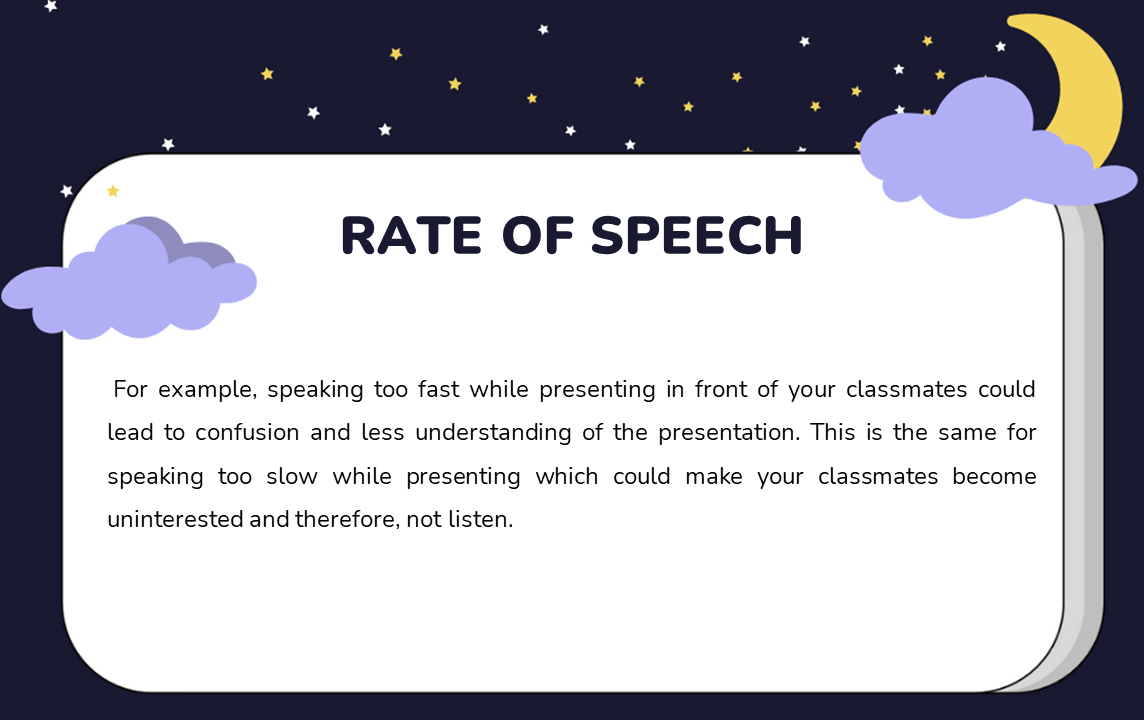 RATE OF SPEECH
For example, speaking too fast while presenting in front of your classmates could
lead to confusion and less understanding of the presentation. This is the same for
speaking too slow while presenting which could make your classmates become
uninterested and therefore, not listen.